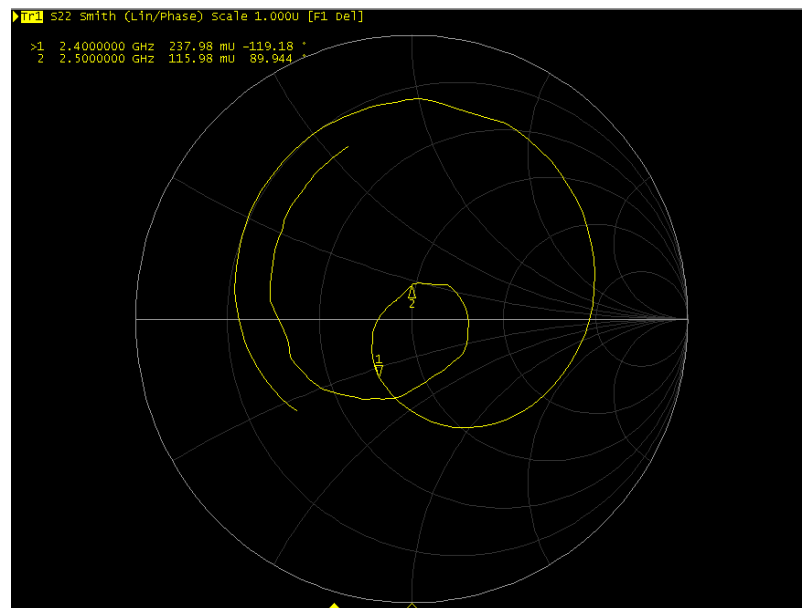 Tr1 S22 Smith (Lin/Phase) Scale 1.000U [F1 Del]
>1 2.4000000 GHz 237.98 mU -119.18 °
2 2.5000000 GHz 115.98 mU 89.944 °
1
2